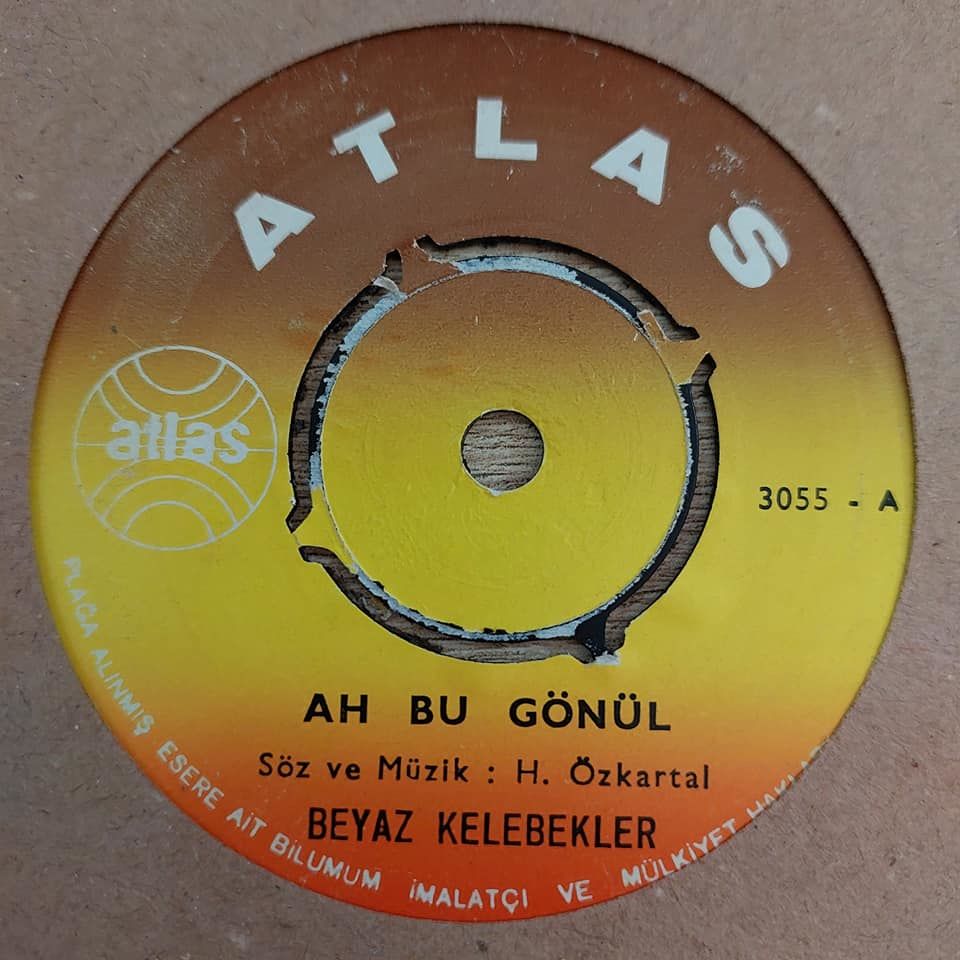 ATLAS
atlas
3055 - A
AH BU GÖNÜL
Söz ve Müzik : H. Özkartal
BEYAZ KELEBEKLER
PLAĞA ALINMIŞ ESERE AİT BİLUMUM İMALATÇI VE MÜLKİYET